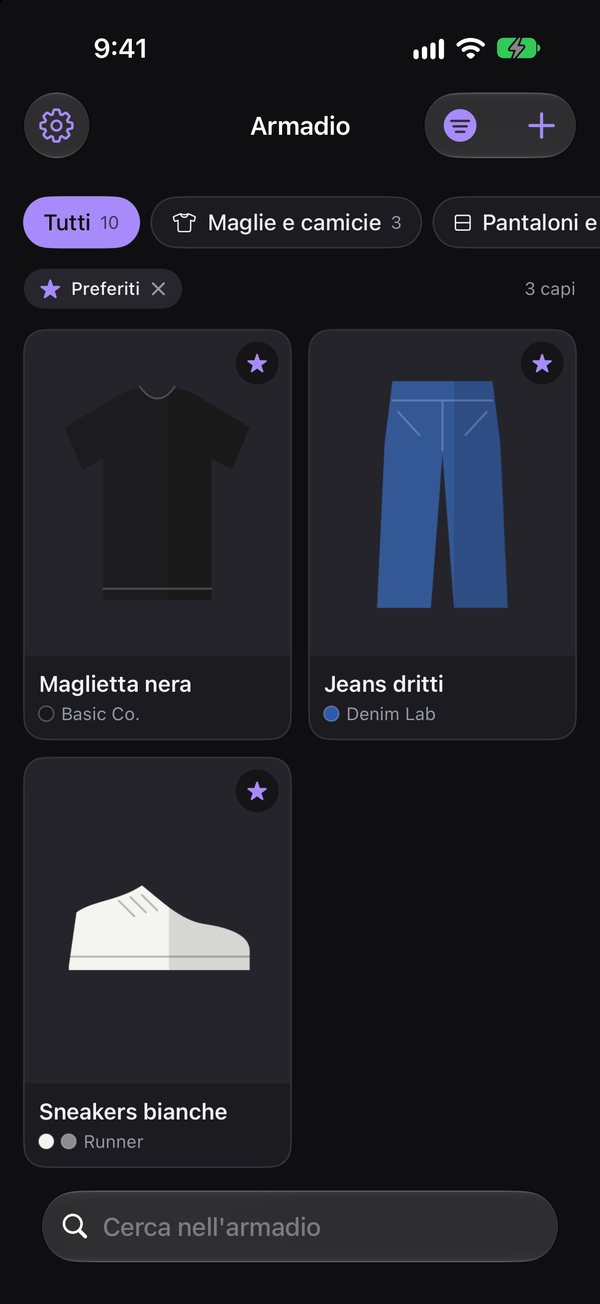 9:41
Armadio
Tutti 10
Maglie e camicie 3
Pantaloni e
Preferiti
3 capi
Maglietta nera
Basic Co.
Jeans dritti
Denim Lab
Sneakers bianche
Runner
Cerca nell'armadio